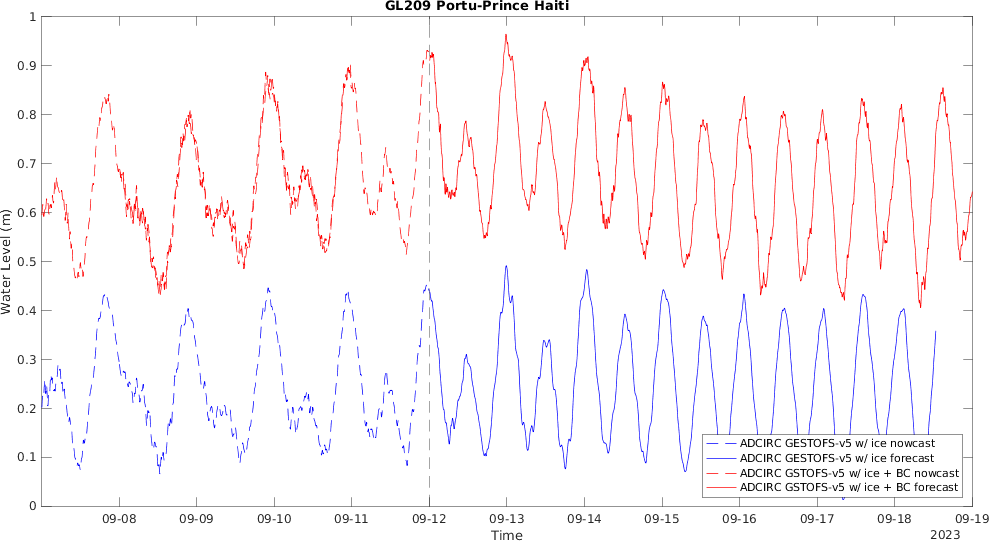 GL209 Portu-Prince Haiti
1
0.9
0.8
0.7
0.6
0.5
0.4
0.3
0.2
0.1
0
Water Level (m)
ADCIRC GESTOFS-v5 w/ ice nowcast
ADCIRC GESTOFS-v5 w/ ice forecast
ADCIRC GSTOFS-v5 w/ ice + BC nowcast
ADCIRC GSTOFS-v5 w/ ice + BC forecast
09-08 09-09 09-10 09-11 09-12 09-13 09-14 09-15 09-16 09-17 09-18 09-19
Time
2023